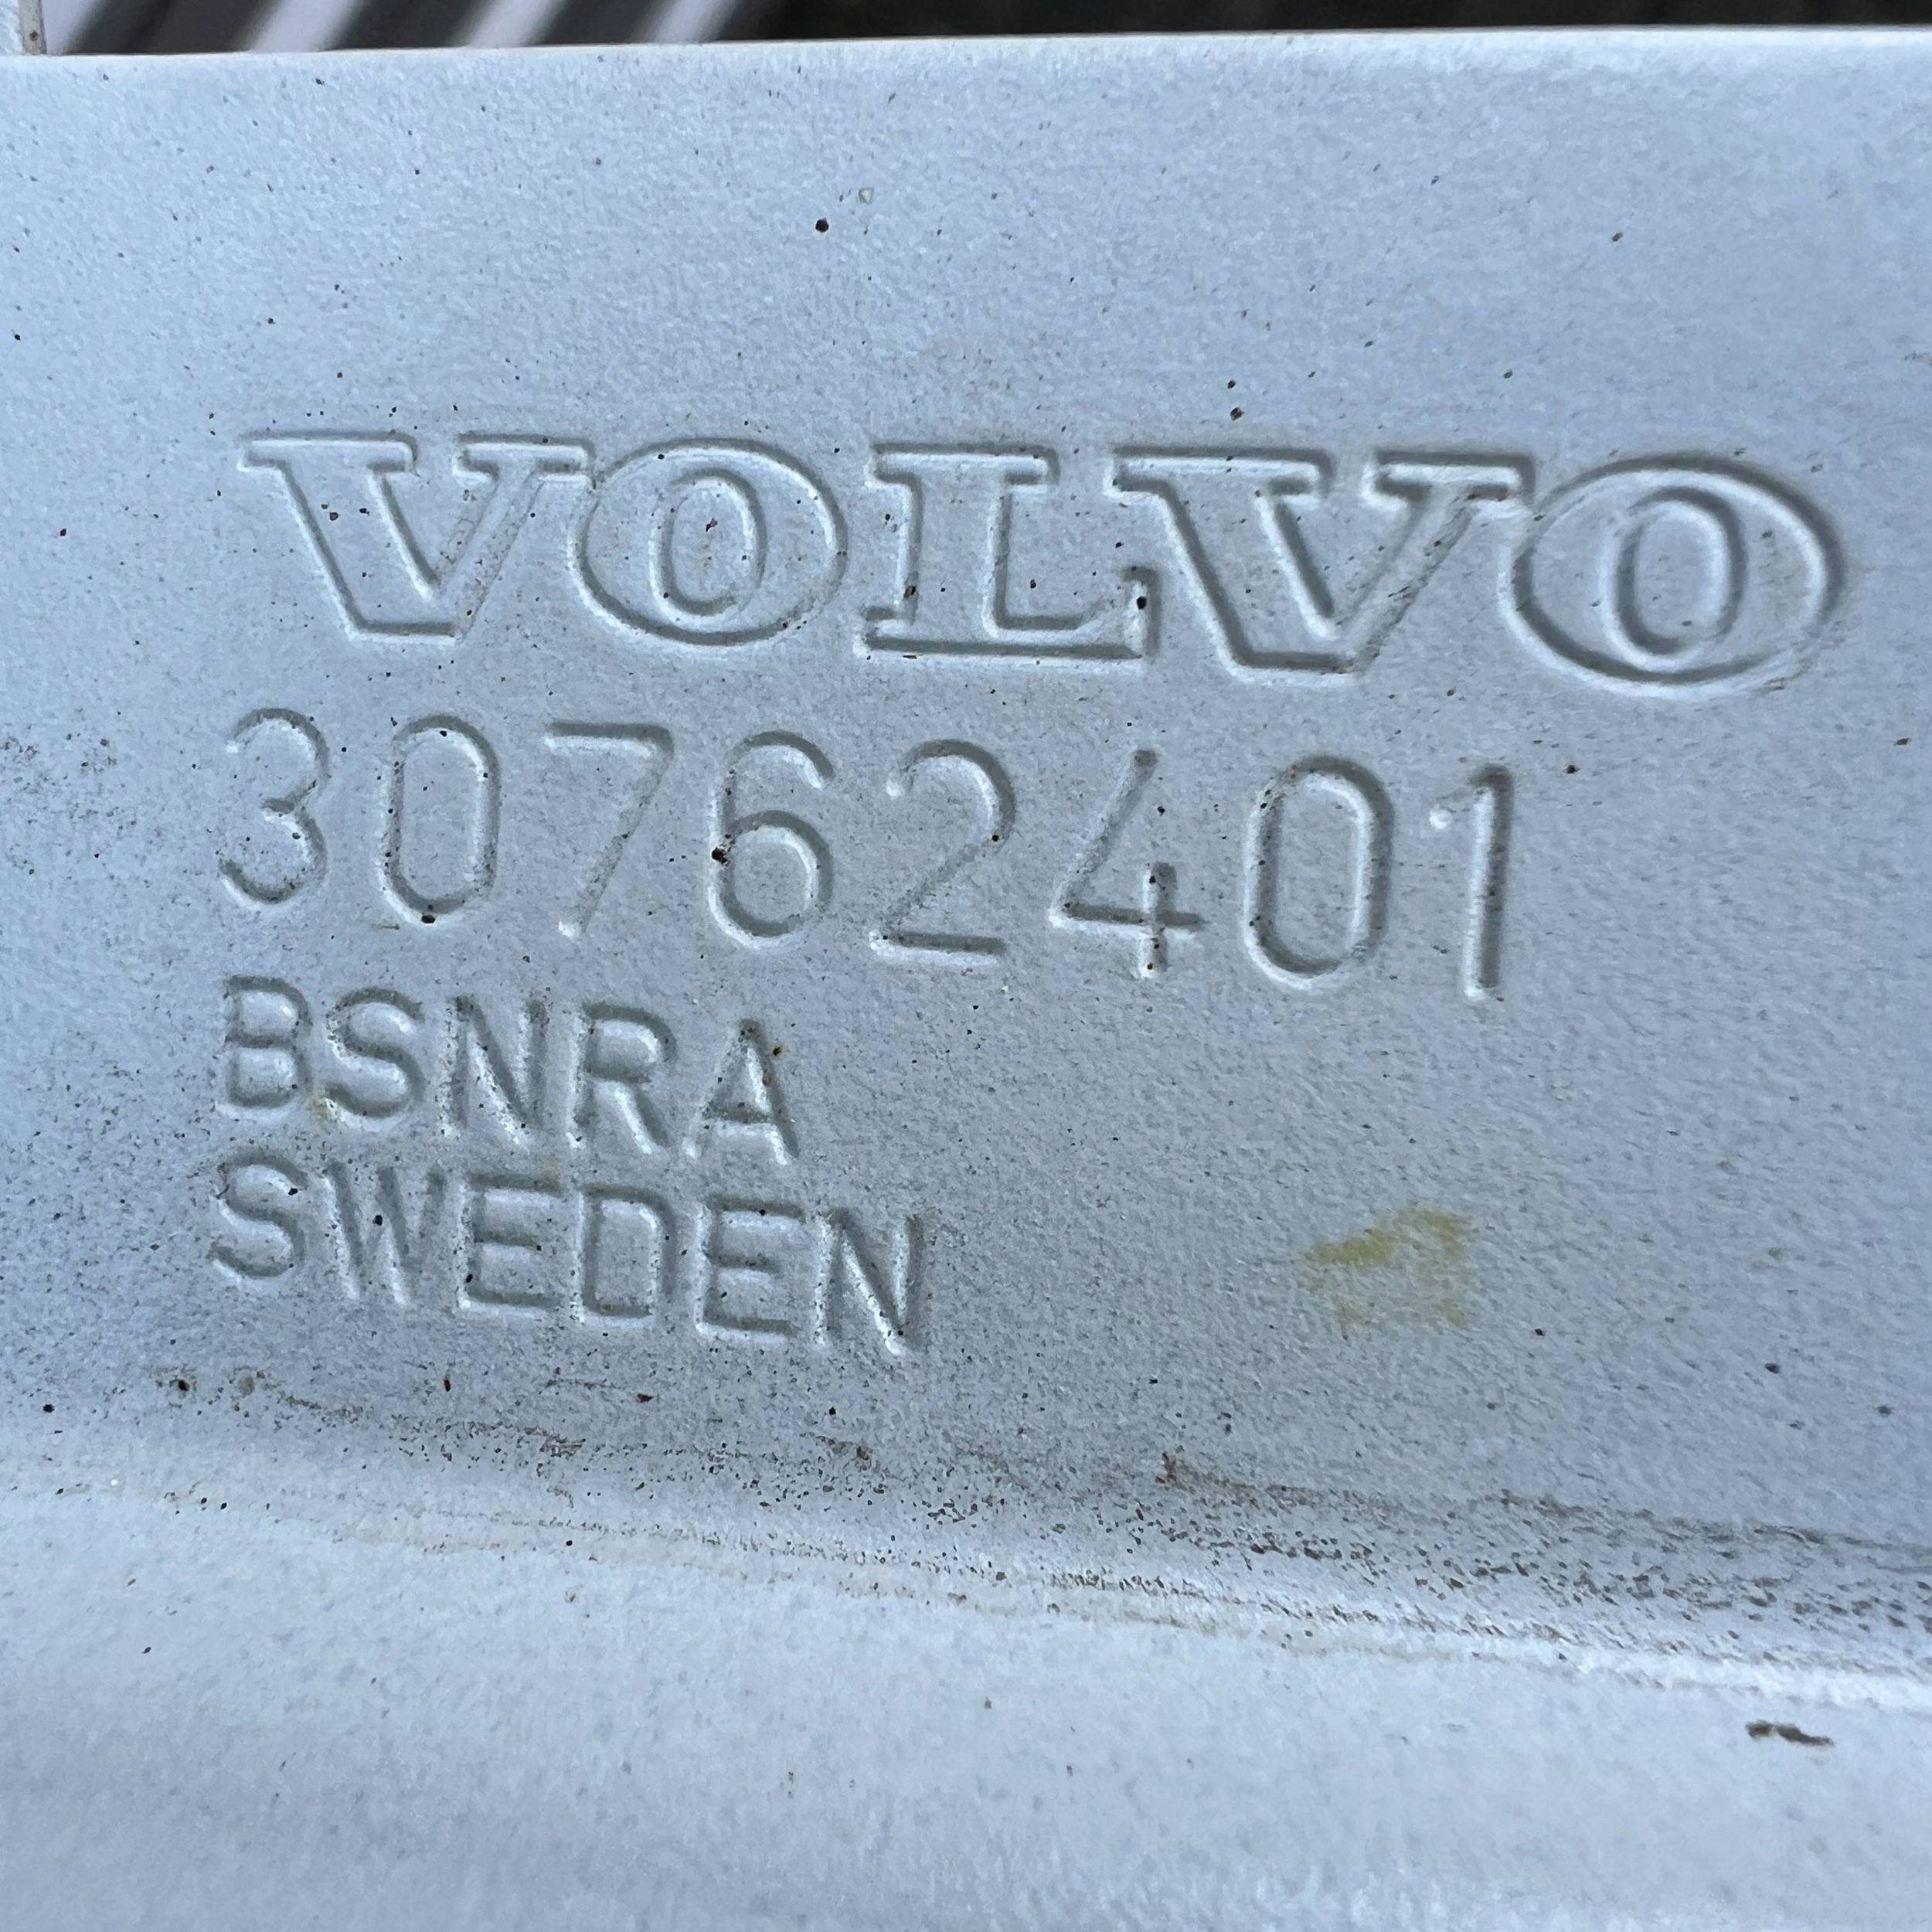 VOLVO
30762401
BSNRA
SWEDEN